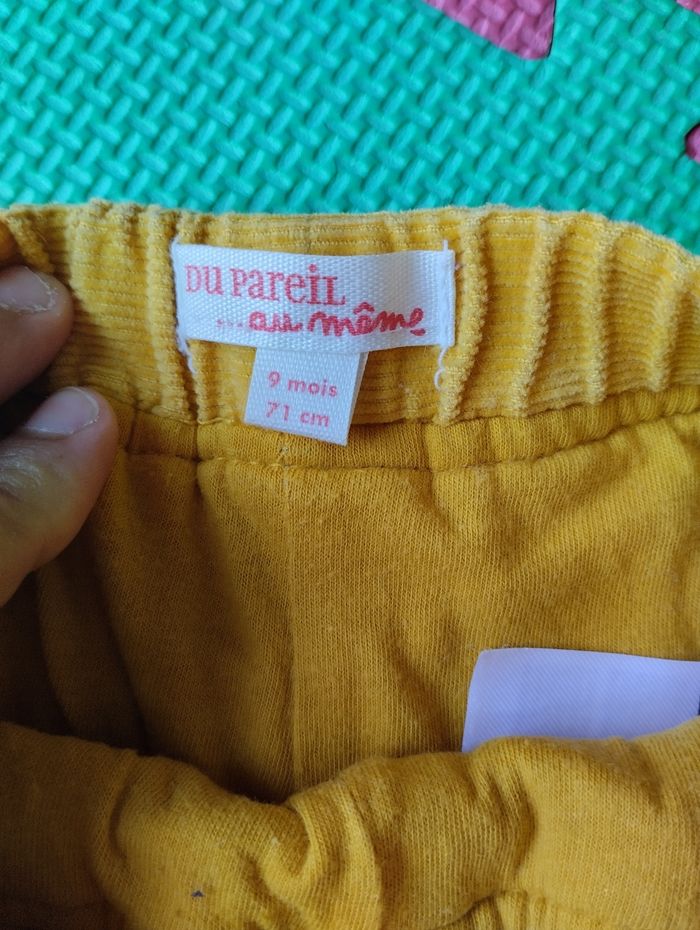 DU PAREIL
...au même
9 mois
71 cm